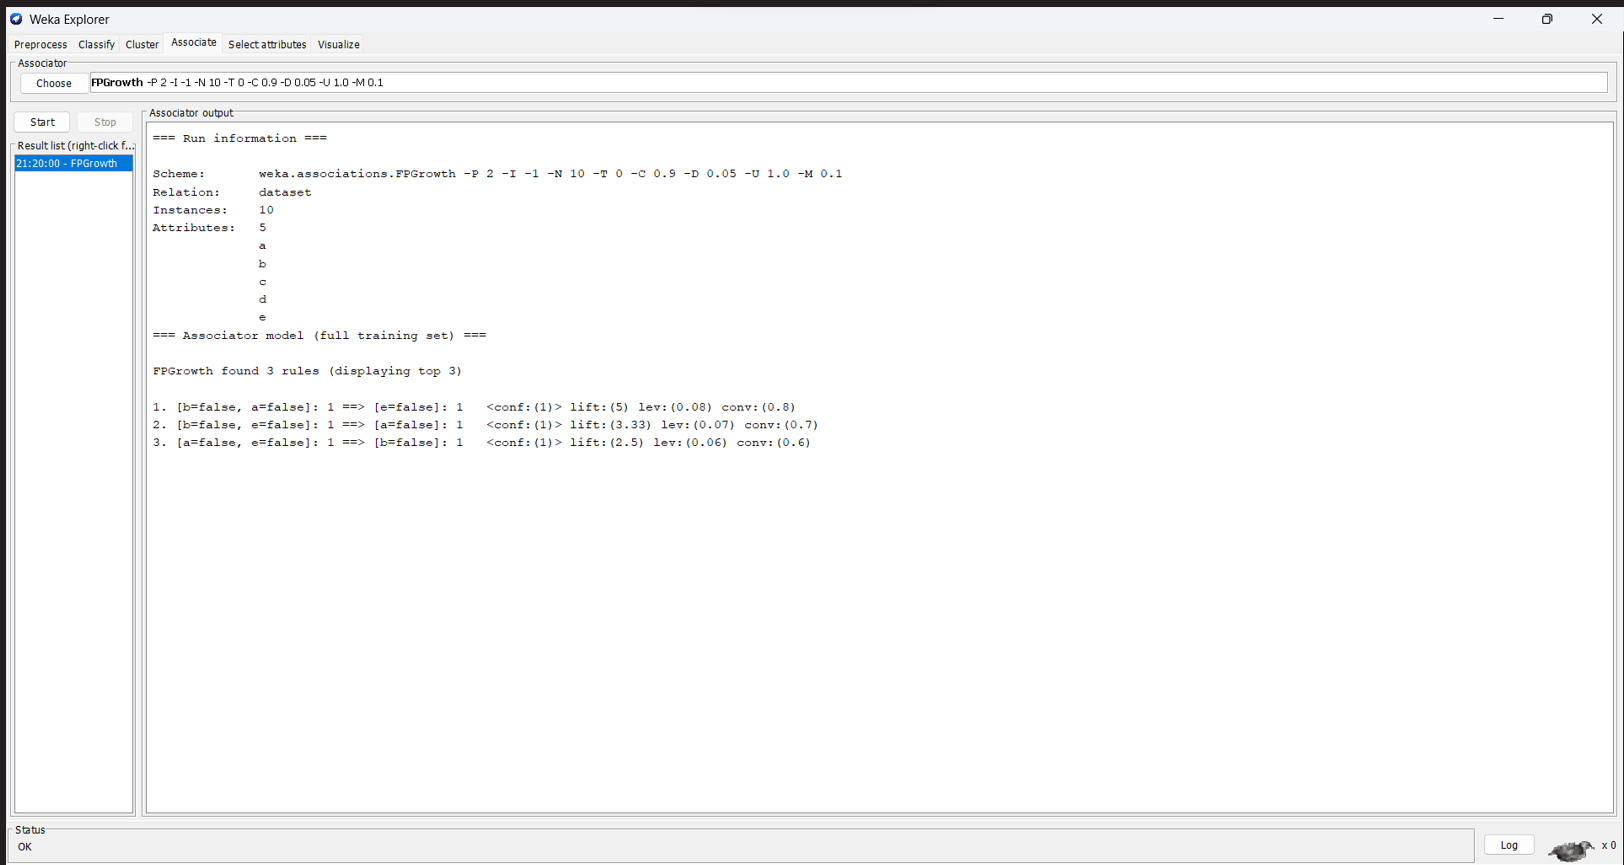 Weka Explorer
Preprocess Classify Cluster Associate Select attributes Visualize
Associator
Choose FPGrowth -P 2 -I -1 -N 10 -T 0 -C 0.9 -D 0.05 -U 1.0 -M 0.1
Start Stop
Result list (right-click f...
21:20:00 - FPGrowth
Associator output
=== Run information ===
Scheme: weka.associations.FPGrowth -P 2 -I -1 -N 10 -T 0 -C 0.9 -D 0.05 -U 1.0 -M 0.1
Relation: dataset
Instances: 10
Attributes: 5
a
b
c
d
e
=== Associator model (full training set) ===
FPGrowth found 3 rules (displaying top 3)
1. [b=false, a=false]: 1 ==> [e=false]: 1 <conf:(1)> lift:(5) lev:(0.08) conv:(0.8)
2. [b=false, e=false]: 1 ==> [a=false]: 1 <conf:(1)> lift:(3.33) lev:(0.07) conv:(0.7)
3. [a=false, e=false]: 1 ==> [b=false]: 1 <conf:(1)> lift:(2.5) lev:(0.06) conv:(0.6)
Status
OK
Log
x 0